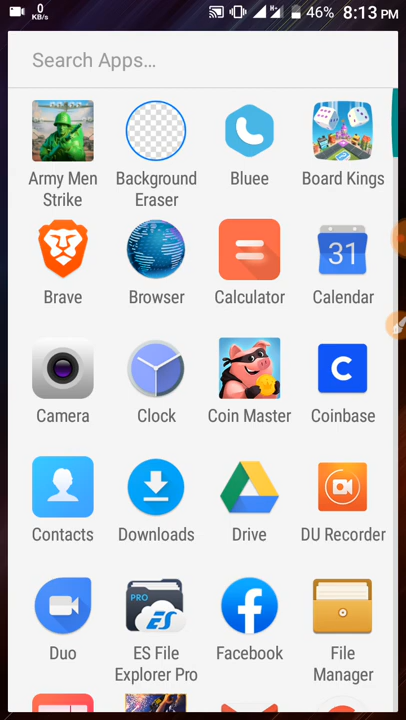 0
KB/s
46% 8:13 PM
Search Apps…
Army Men
Strike
Background
Eraser
Bluee
Board Kings
Brave
Browser
Calculator
31
Calendar
Camera
Clock
Coin Master
C
Coinbase
Contacts
Downloads
Drive
DU Recorder
Duo
PRO
ES
ES File
Explorer Pro
f
Facebook
File
Manager